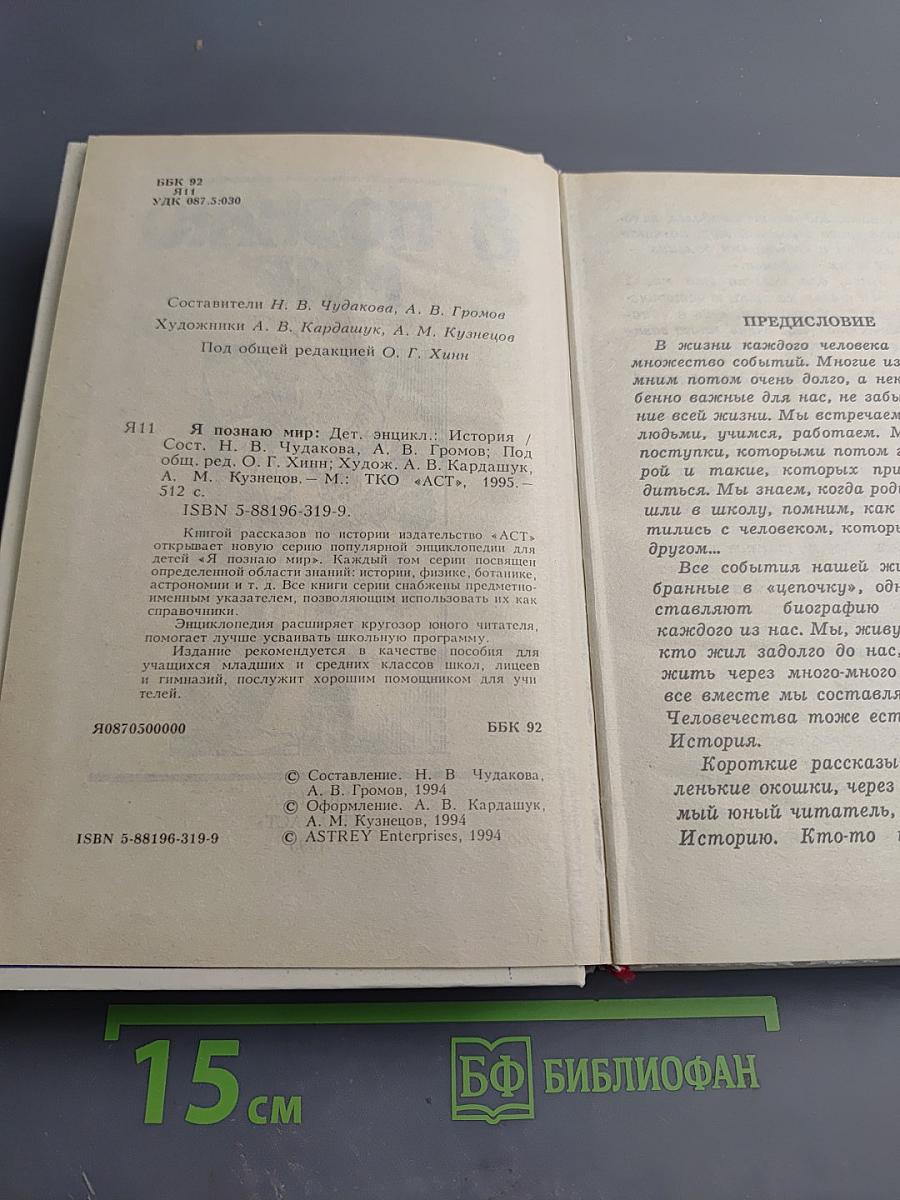 ББК 92
Я11
УДК 087.5:030
Составители Н. В. Чудакова, А. В. Громов
Художники А. В. Кардашук, А. М. Кузнецов
Под общей редакцией О. Г. Хинн
Я11 Я познаю мир: Дет. энцикл.: История /
Сост. Н. В. Чудакова, А. В. Громов; Под
общ. ред. О. Г. Хинн; Худож. А. В. Кардашук,
А. М. Кузнецов.— М.: ТКО «АСТ», 1995.—
512 с.
ISBN 5-88196-319-9.
Книгой рассказов по истории издательство «АСТ»
открывает новую серию популярной энциклопедии для
детей «Я познаю мир». Каждый том серии посвящен
определенной области знаний: истории, физике, ботанике,
астрономии и т. д. Все книги серии снабжены предметно-
именным указателем, позволяющим использовать их как
справочники.
Энциклопедия расширяет кругозор юного читателя,
помогает лучше усваивать школьную программу.
Издание рекомендуется в качестве пособия для
учащихся младших и средних классов школ, лицеев
и гимназий, послужит хорошим помощником для учи
телей.
Я0870500000 ББК 92
© Составление. Н. В Чудакова,
А. В. Громов, 1994
© Оформление. А. В. Кардашук,
А. М. Кузнецов, 1994
ISBN 5-88196-319-9 © ASTREY Enterprises, 1994
ПРЕДИСЛОВИЕ
В жизни каждого человека
множество событий. Многие из
мним потом очень долго, а нек
бенно важные для нас, не забы
ние всей жизни. Мы встречаем
людьми, учимся, работаем. М
поступки, которыми потом г
рой и такие, которых при
диться. Мы знаем, когда роди
шли в школу, помним, как
тились с человеком, которы
другом...
Все события нашей жи
бранные в «цепочку», одн
ставляют биографию
каждого из нас. Мы, живу
кто жил задолго до нас,
жить через много-много
все вместе мы составля
Человечества тоже ест
История.
Короткие рассказы
ленькие окошки, через
мый юный читатель,
Историю. Кто-то
15 см
БФ БИБЛИОФАН